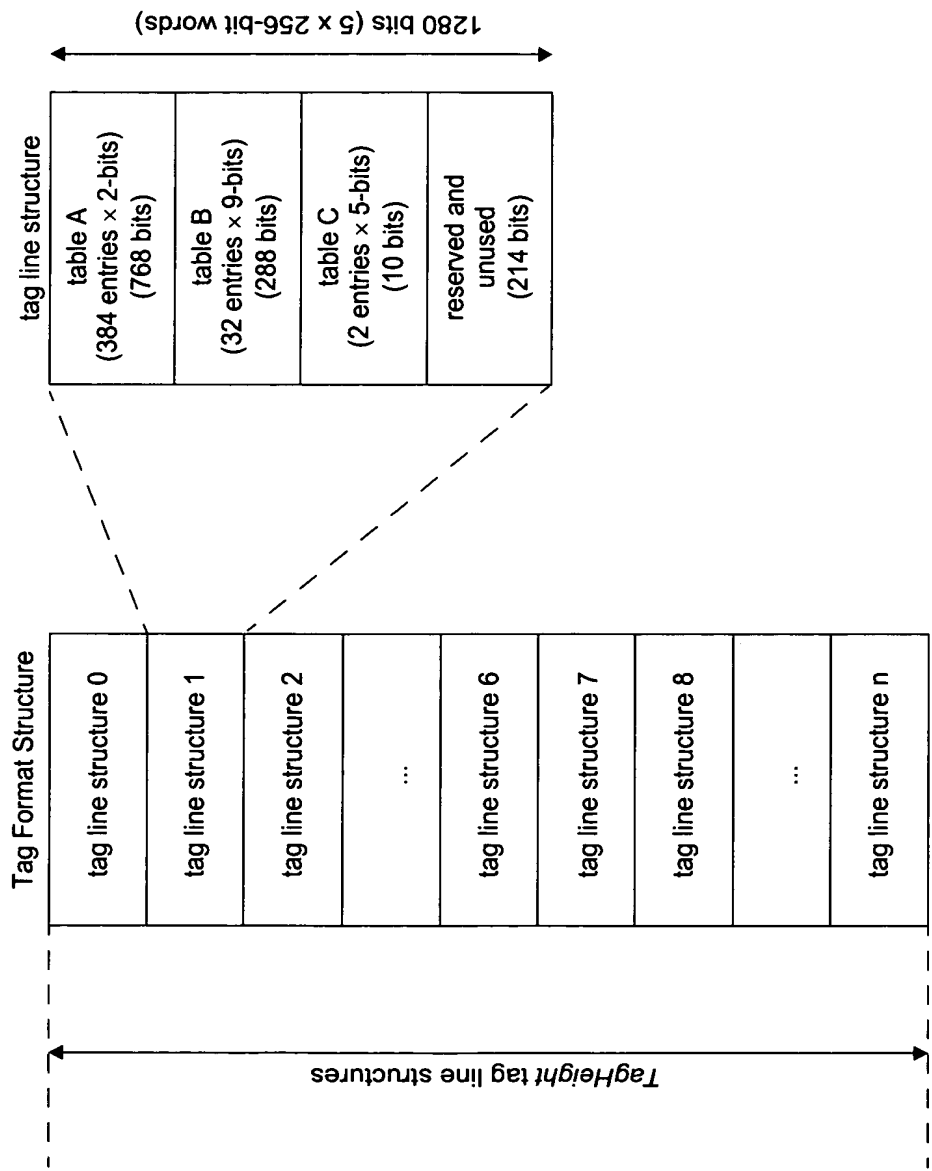 Tag Format Structure
tag line structure 0
tag line structure 1
tag line structure 2
...
tag line structure 6
tag line structure 7
tag line structure 8
...
tag line structure n
TagHeight tag line structures
tag line structure
table A
(384 entries × 2-bits)
(768 bits)
table B
(32 entries × 9-bits)
(288 bits)
table C
(2 entries × 5-bits)
(10 bits)
reserved and
unused
(214 bits)
1280 bits (5 x 256-bit words)